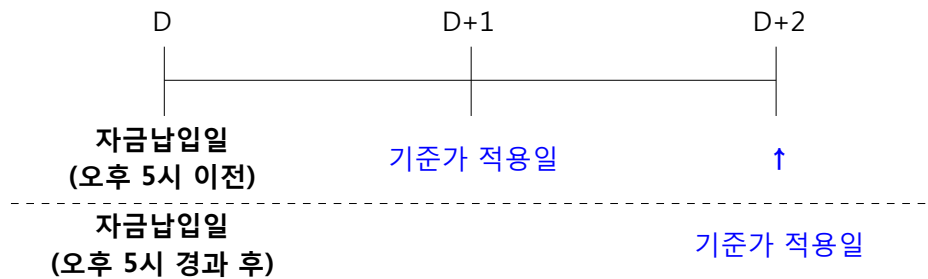 D D+1 D+2
자금납입일
(오후 5시 이전)
기준가 적용일
↑
자금납입일
(오후 5시 경과 후)
기준가 적용일